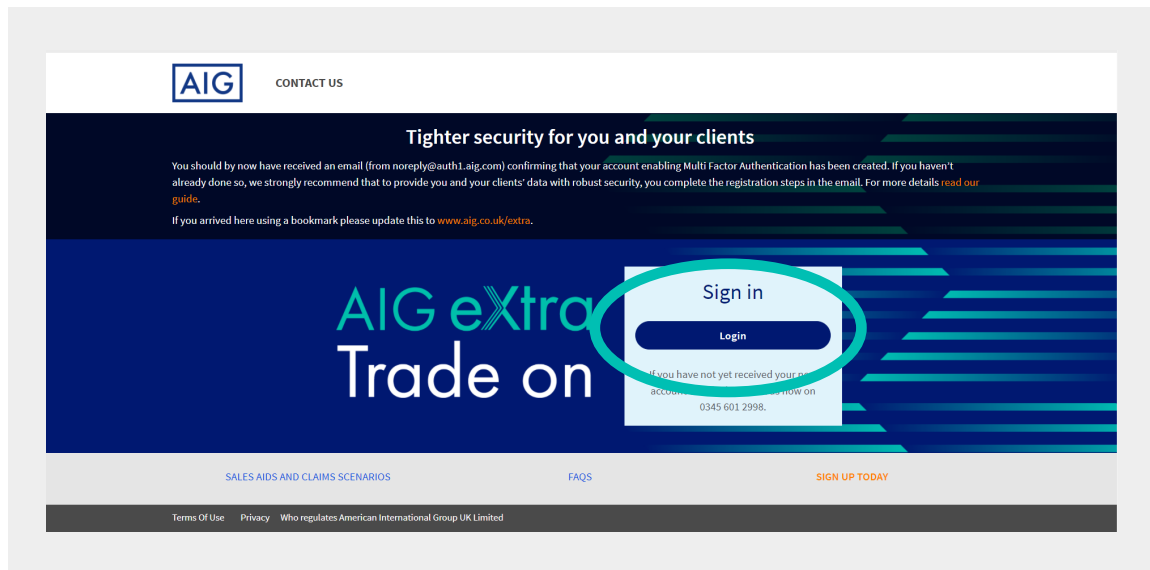 AIG
CONTACT US
Tighter security for you and your clients
You should by now have received an email (from noreply@auth1.aig.com) confirming that your account enabling Multi Factor Authentication has been created. If you haven't
already done so, we strongly recommend that to provide you and your clients' data with robust security, you complete the registration steps in the email. For more details read our
guide.
If you arrived here using a bookmark please update this to www.aig.co.uk/extra.
AIG eXtra
Trade on
Sign in
Login
If you have not yet received your
account now on
0345 601 2998.
SALES AIDS AND CLAIMS SCENARIOS
FAQS
SIGN UP TODAY
Terms Of Use Privacy Who regulates American International Group UK Limited